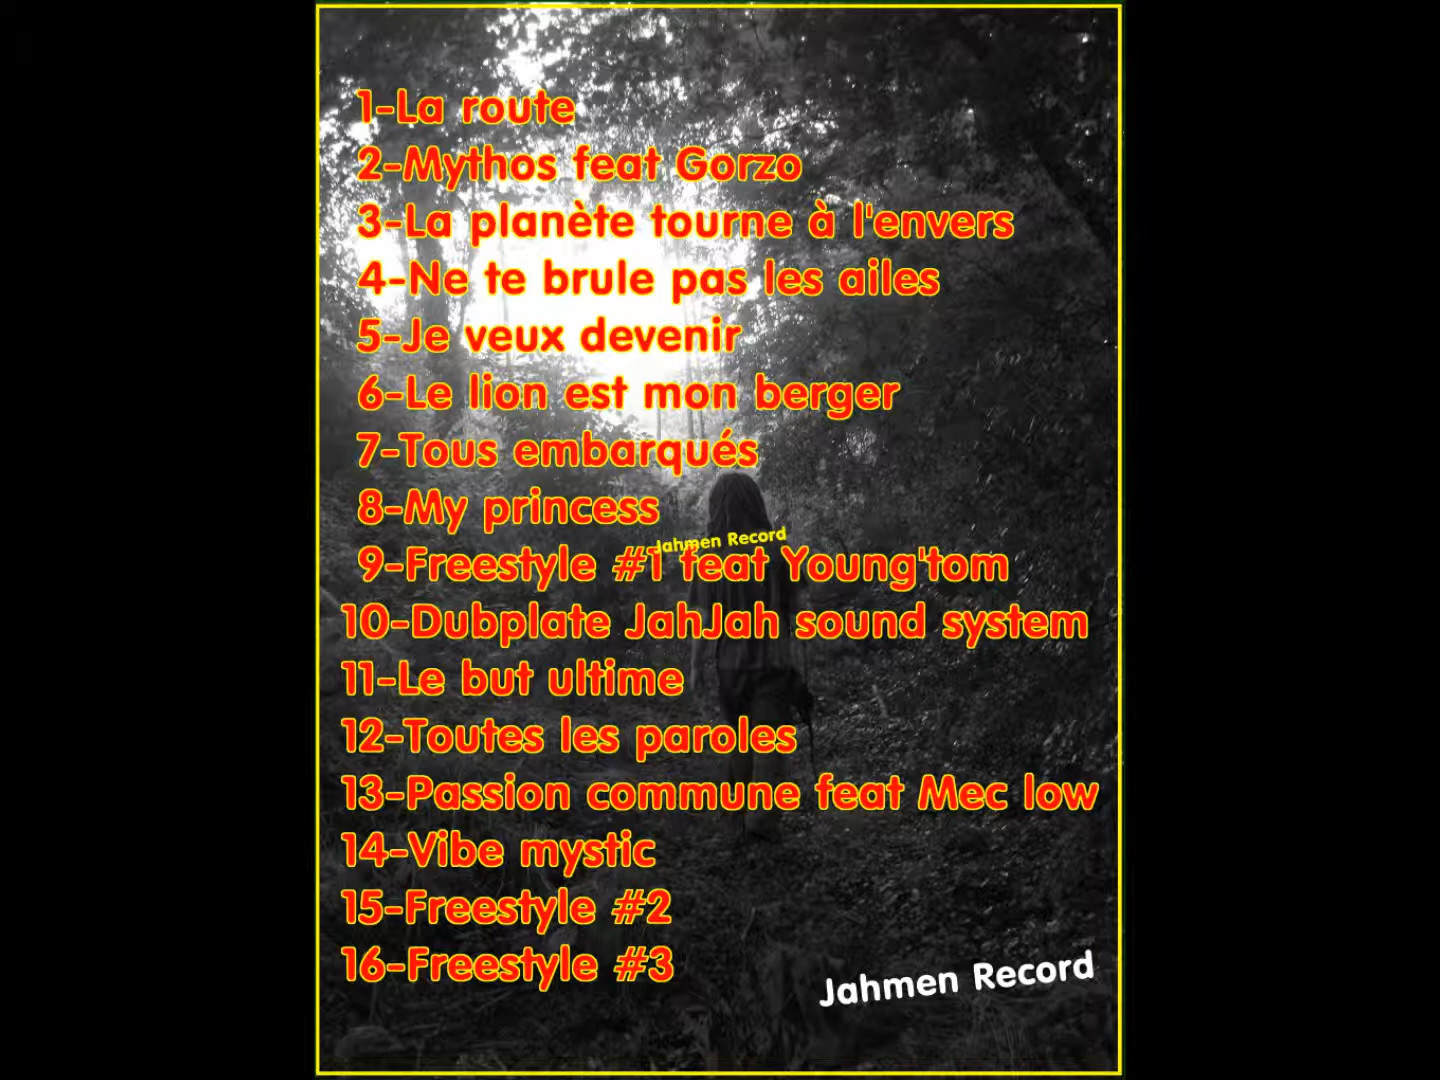 1-La route
2-Mythos feat Gorzo
3-La planète tourne à l'envers
4-Ne te brule pas les ailes
5-Je veux devenir
6-Le lion est mon berger
7-Tous embarqués
8-My princess
Jahmen Record
9-Freestyle #1 feat Young'tom
10-Dubplate JahJah sound system
11-Le but ultime
12-Toutes les paroles
13-Passion commune feat Mec low
14-Vibe mystic
15-Freestyle #2
16-Freestyle #3
Jahmen Record